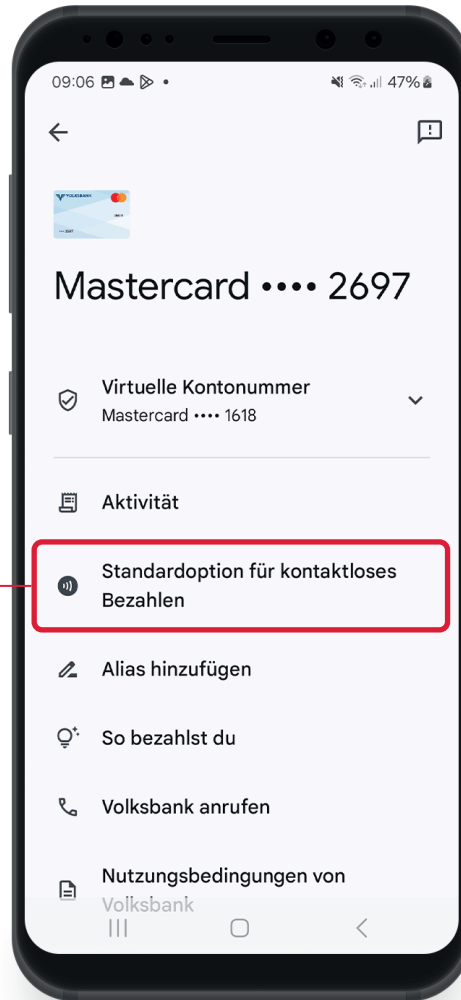 09:06
47%
VOLKSBANK
Mastercard •••• 2697
Virtuelle Kontonummer
Mastercard •••• 1618
Aktivität
Standardoption für kontaktloses
Bezahlen
Alias hinzufügen
So bezahlst du
Volksbank anrufen
Nutzungsbedingungen von
Volksbank